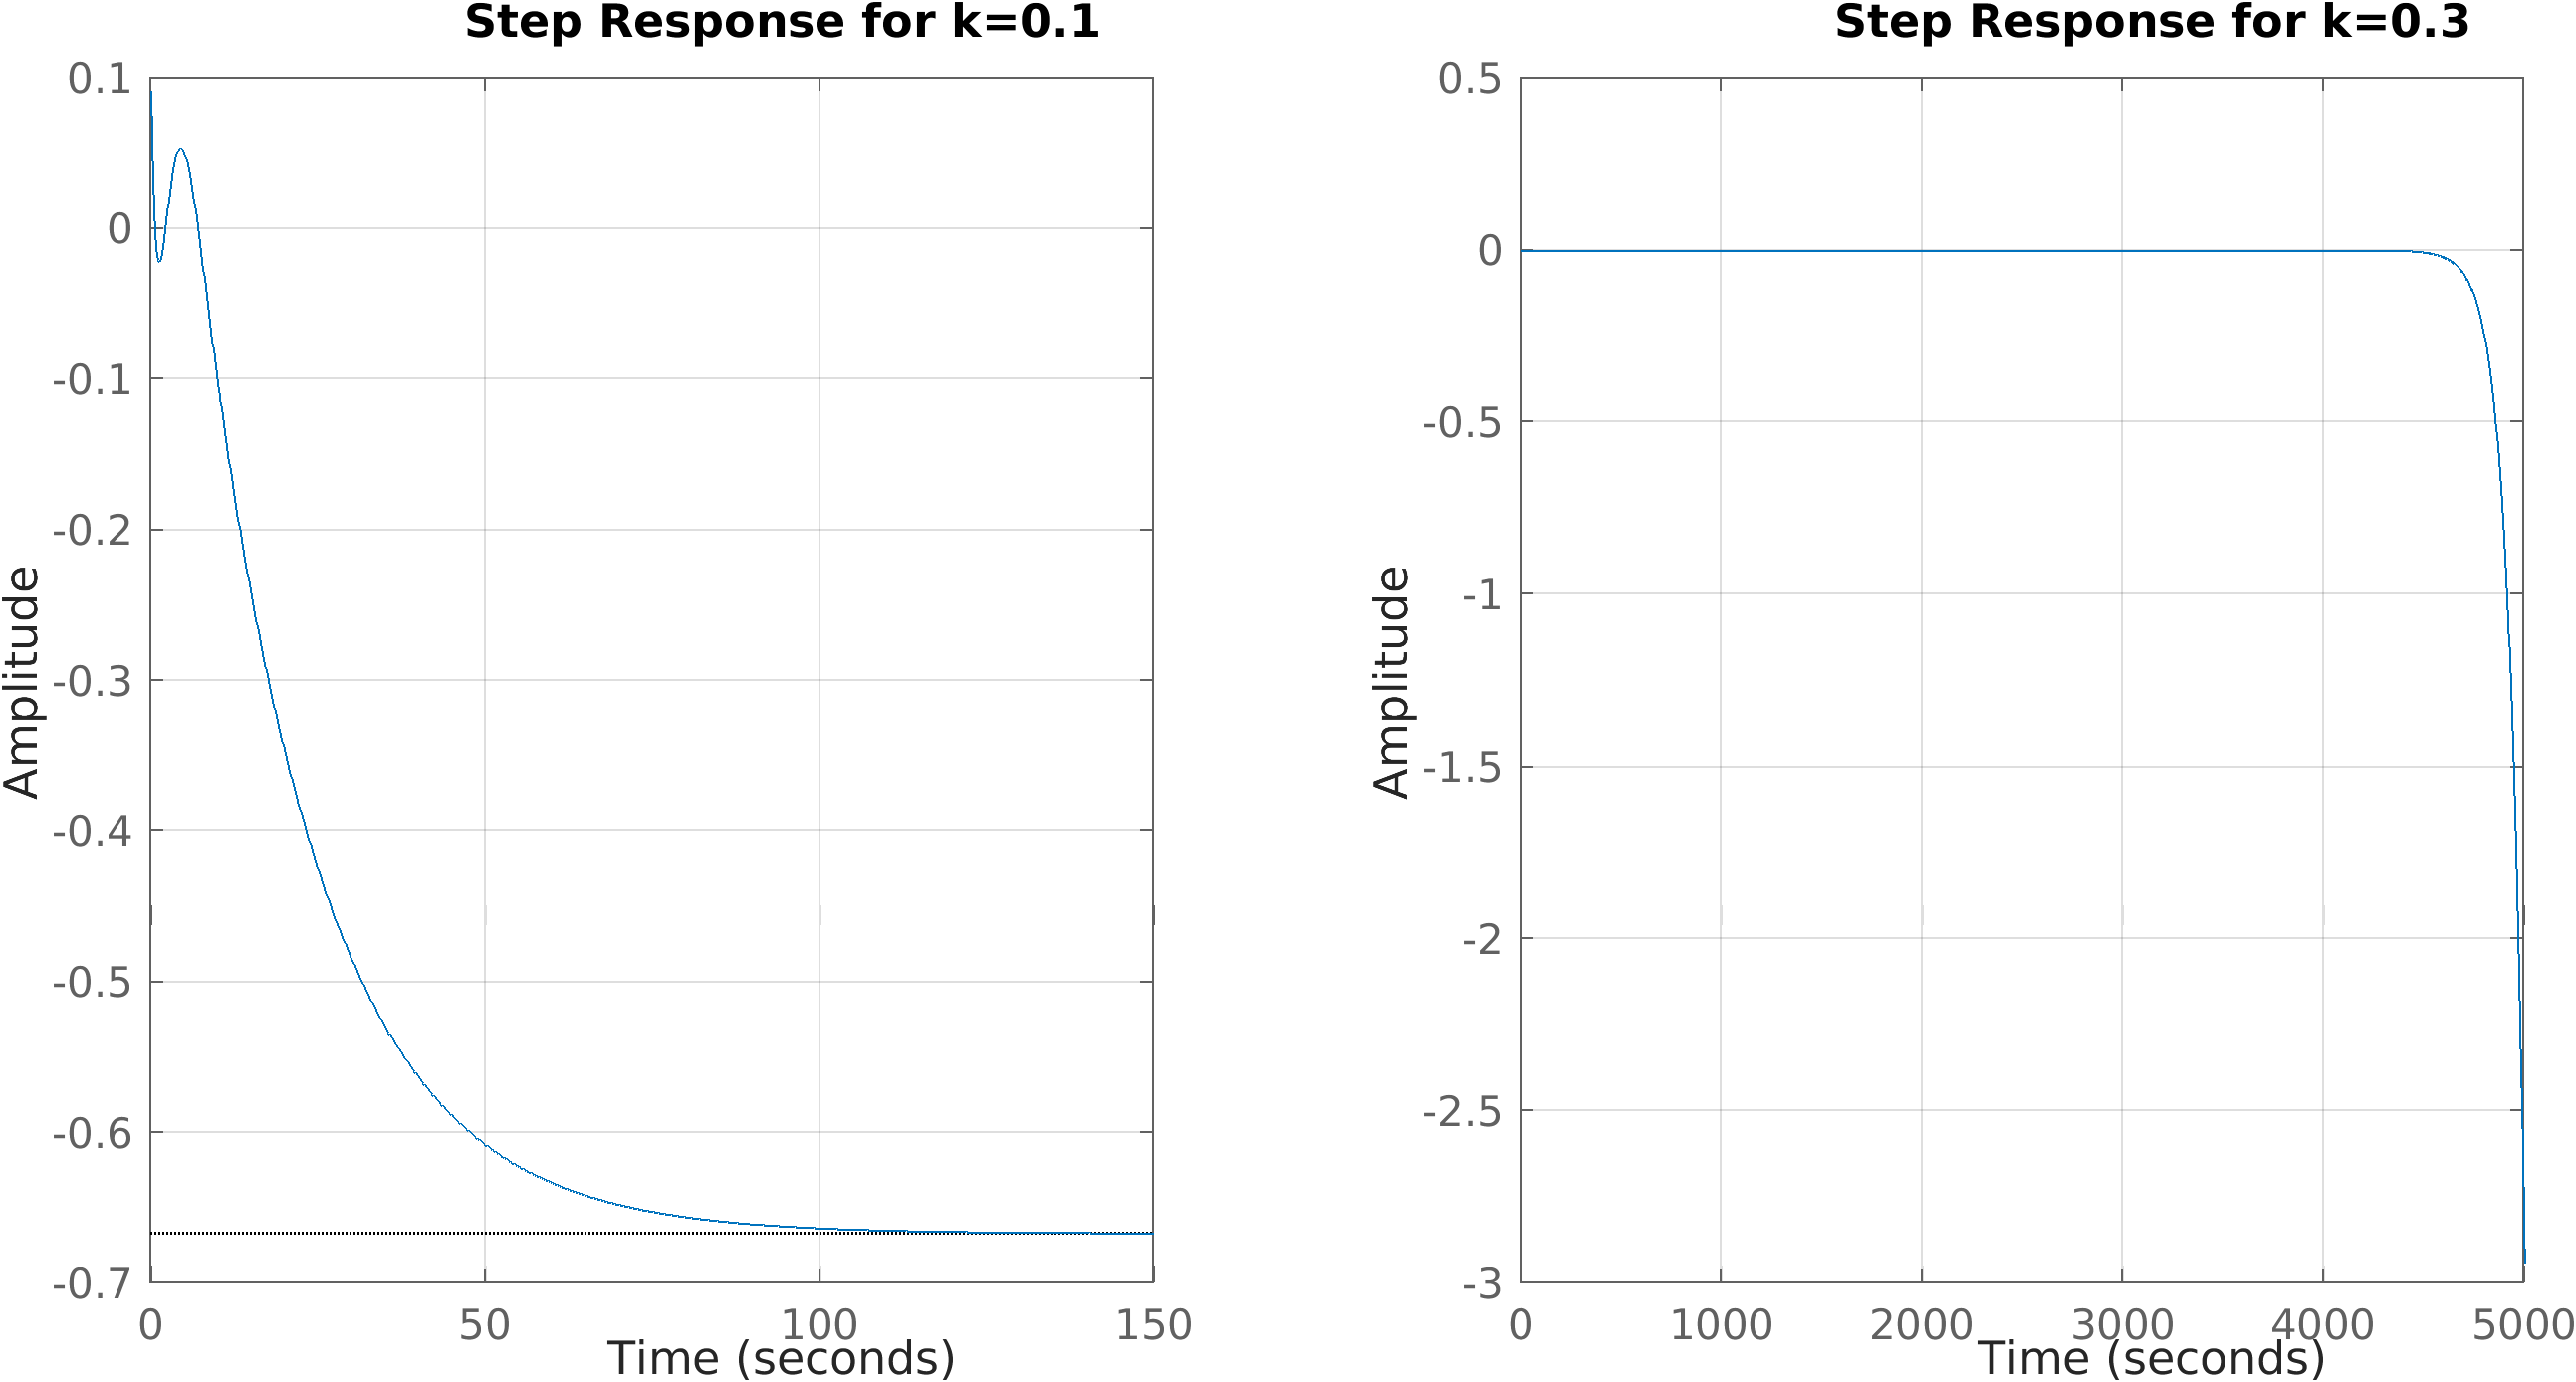 Step Response for k=0.1
Amplitude
0.1
0
-0.1
-0.2
-0.3
-0.4
-0.5
-0.6
-0.7
0 50 100 150
Time (seconds)
Step Response for k=0.3
Amplitude
0.5
0
-0.5
-1
-1.5
-2
-2.5
-3
0 1000 2000 3000 4000 5000
Time (seconds)